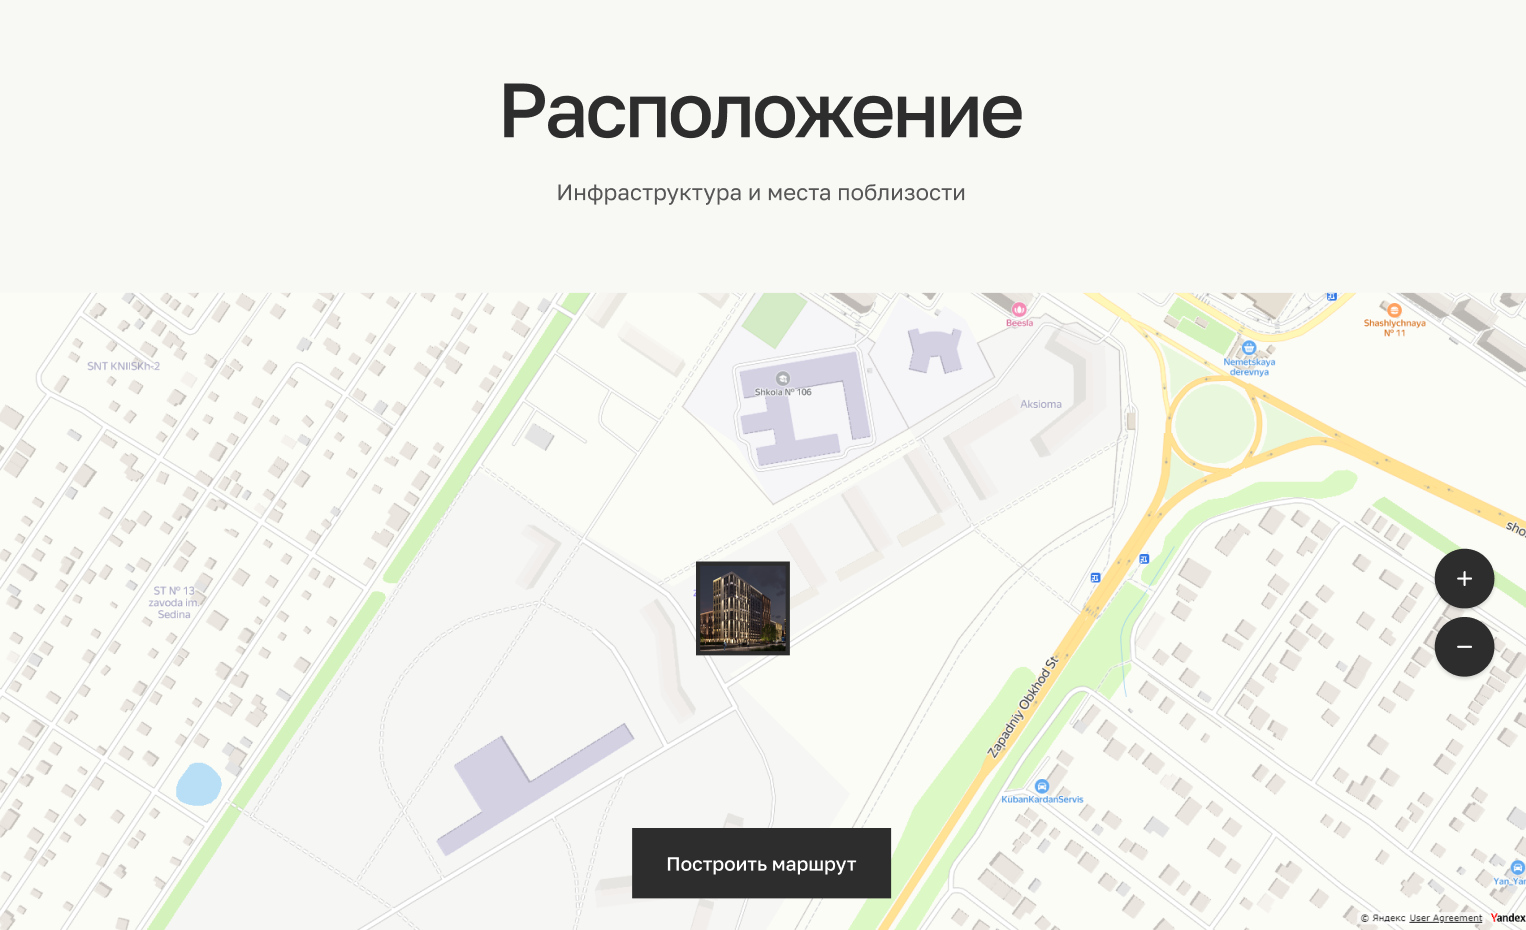 Расположение
Инфраструктура и места поблизости
Beesla
Shashlychnaya
№ 11
Nemetskaya
derevnya
SNT KNIISKh-2
Shkola № 106
Aksioma
ST № 13
zavoda im.
Sedina
Zapadniy Obkhod St
KubanKardanServis
Построить маршрут
© Яндекс User Agreement Yandex